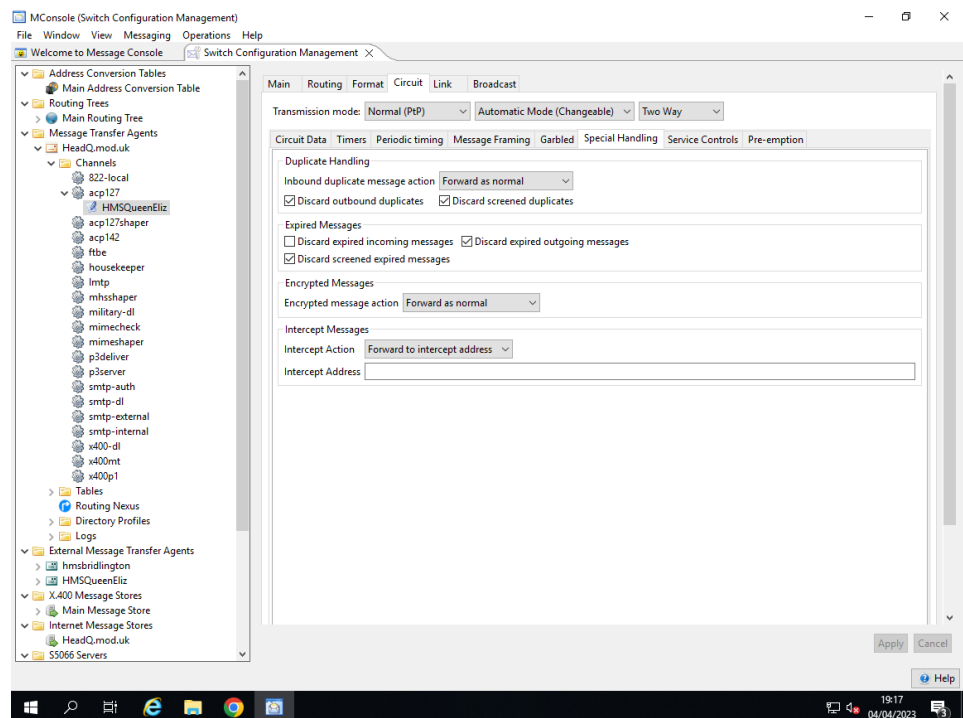 MConsole (Switch Configuration Management)
File Window View Messaging Operations Help
Welcome to Message Console
Switch Configuration Management
Address Conversion Tables
Main Address Conversion Table
Routing Trees
Main Routing Tree
Message Transfer Agents
HeadQ.mod.uk
Channels
822-local
acp127
HMSQueenEliz
acp127shaper
acp142
ftbe
housekeeper
lmtp
mhsshaper
military-dl
mimecheck
mimeshaper
p3deliver
p3server
smtp-auth
smtp-dl
smtp-external
smtp-internal
x400-dl
x400mt
x400p1
Tables
Routing Nexus
Directory Profiles
Logs
External Message Transfer Agents
hmsbridlington
HMSQueenEliz
X.400 Message Stores
Main Message Store
Internet Message Stores
HeadQ.mod.uk
S5066 Servers
Main Routing Format Circuit Link Broadcast
Transmission mode: Normal (PtP) Automatic Mode (Changeable) Two Way
Circuit Data Timers Periodic timing Message Framing Garbled Special Handling Service Controls Pre-emption
Duplicate Handling
Inbound duplicate message action Forward as normal
Discard outbound duplicates Discard screened duplicates
Expired Messages
Discard expired incoming messages Discard expired outgoing messages
Discard screened expired messages
Encrypted Messages
Encrypted message action Forward as normal
Intercept Messages
Intercept Action Forward to intercept address
Intercept Address
Apply Cancel
Help
19:17
04/04/2023
3